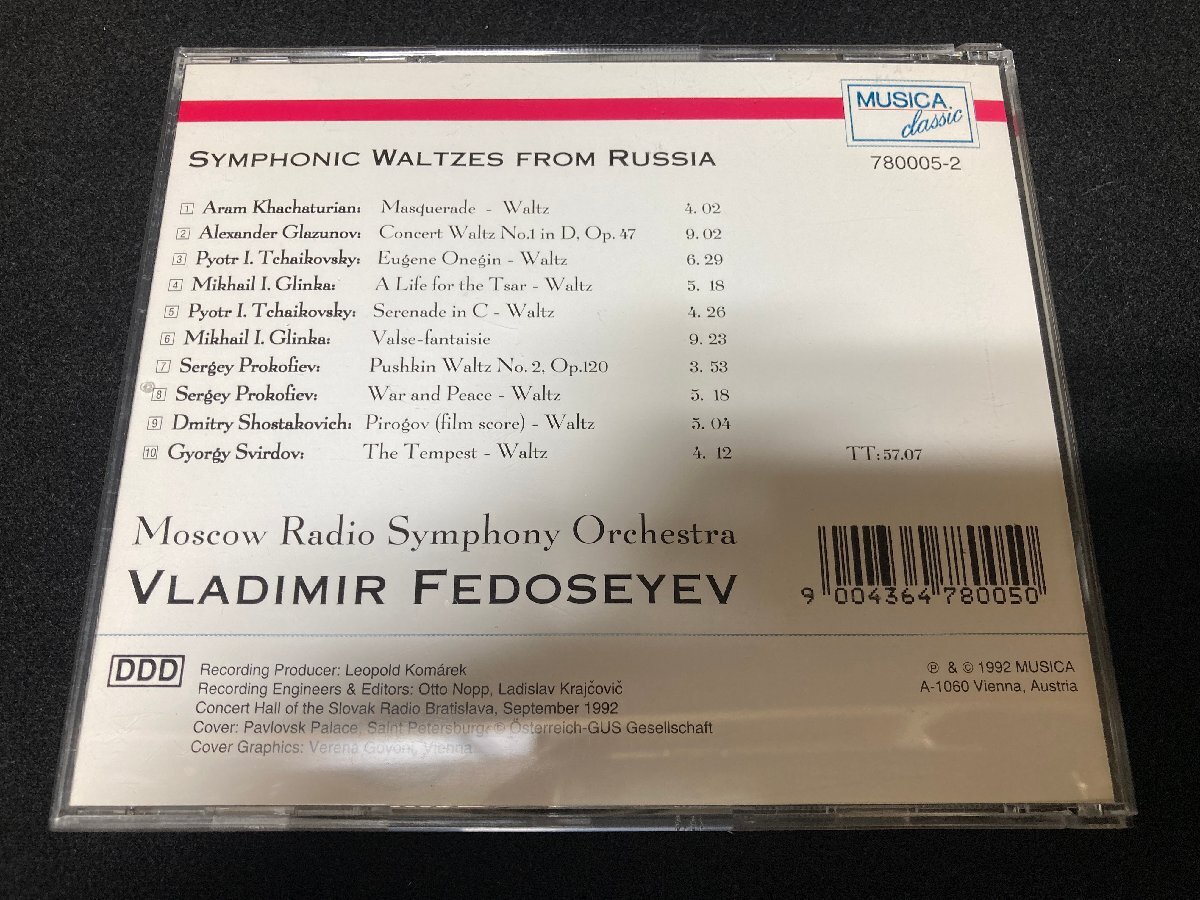 MUSICA
classic
780005-2
SYMPHONIC WALTZES FROM RUSSIA
1 Aram Khachaturian: Masquerade - Waltz 4. 02
2 Alexander Glazunov: Concert Waltz No.1 in D, Op. 47 9. 02
3 Pyotr I. Tchaikovsky: Eugene Onegin - Waltz 6. 29
4 Mikhail I. Glinka: A Life for the Tsar - Waltz 5. 18
5 Pyotr I. Tchaikovsky: Serenade in C - Waltz 4. 26
6 Mikhail I. Glinka: Valse-fantaisie 9. 23
7 Sergey Prokofiev: Pushkin Waltz No. 2, Op.120 3. 53
8 Sergey Prokofiev: War and Peace - Waltz 5. 18
9 Dmitry Shostakovich: Pirogov (film score) - Waltz 5. 04
10 Gyorgy Svirdov: The Tempest - Waltz 4. 12 TT: 57.07
Moscow Radio Symphony Orchestra
VLADIMIR FEDOSEYEV
9 004364 780050
DDD
Recording Producer: Leopold Komárek
Recording Engineers & Editors: Otto Nopp, Ladislav Krajčovič
Concert Hall of the Slovak Radio Bratislava, September 1992
Cover: Pavlovsk Palace, Saint Petersburg © Österreich-GUS Gesellschaft
Cover Graphics: Verena Govoni, Vienna
℗ & © 1992 MUSICA
A-1060 Vienna, Austria